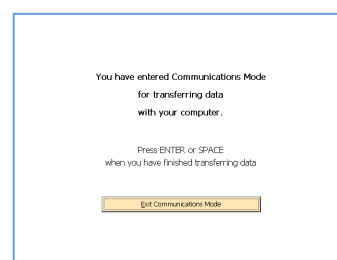 You have entered Communications Mode
for transferring data
with your computer.
Press ENTER or SPACE
when you have finished transferring data
Exit Communications Mode